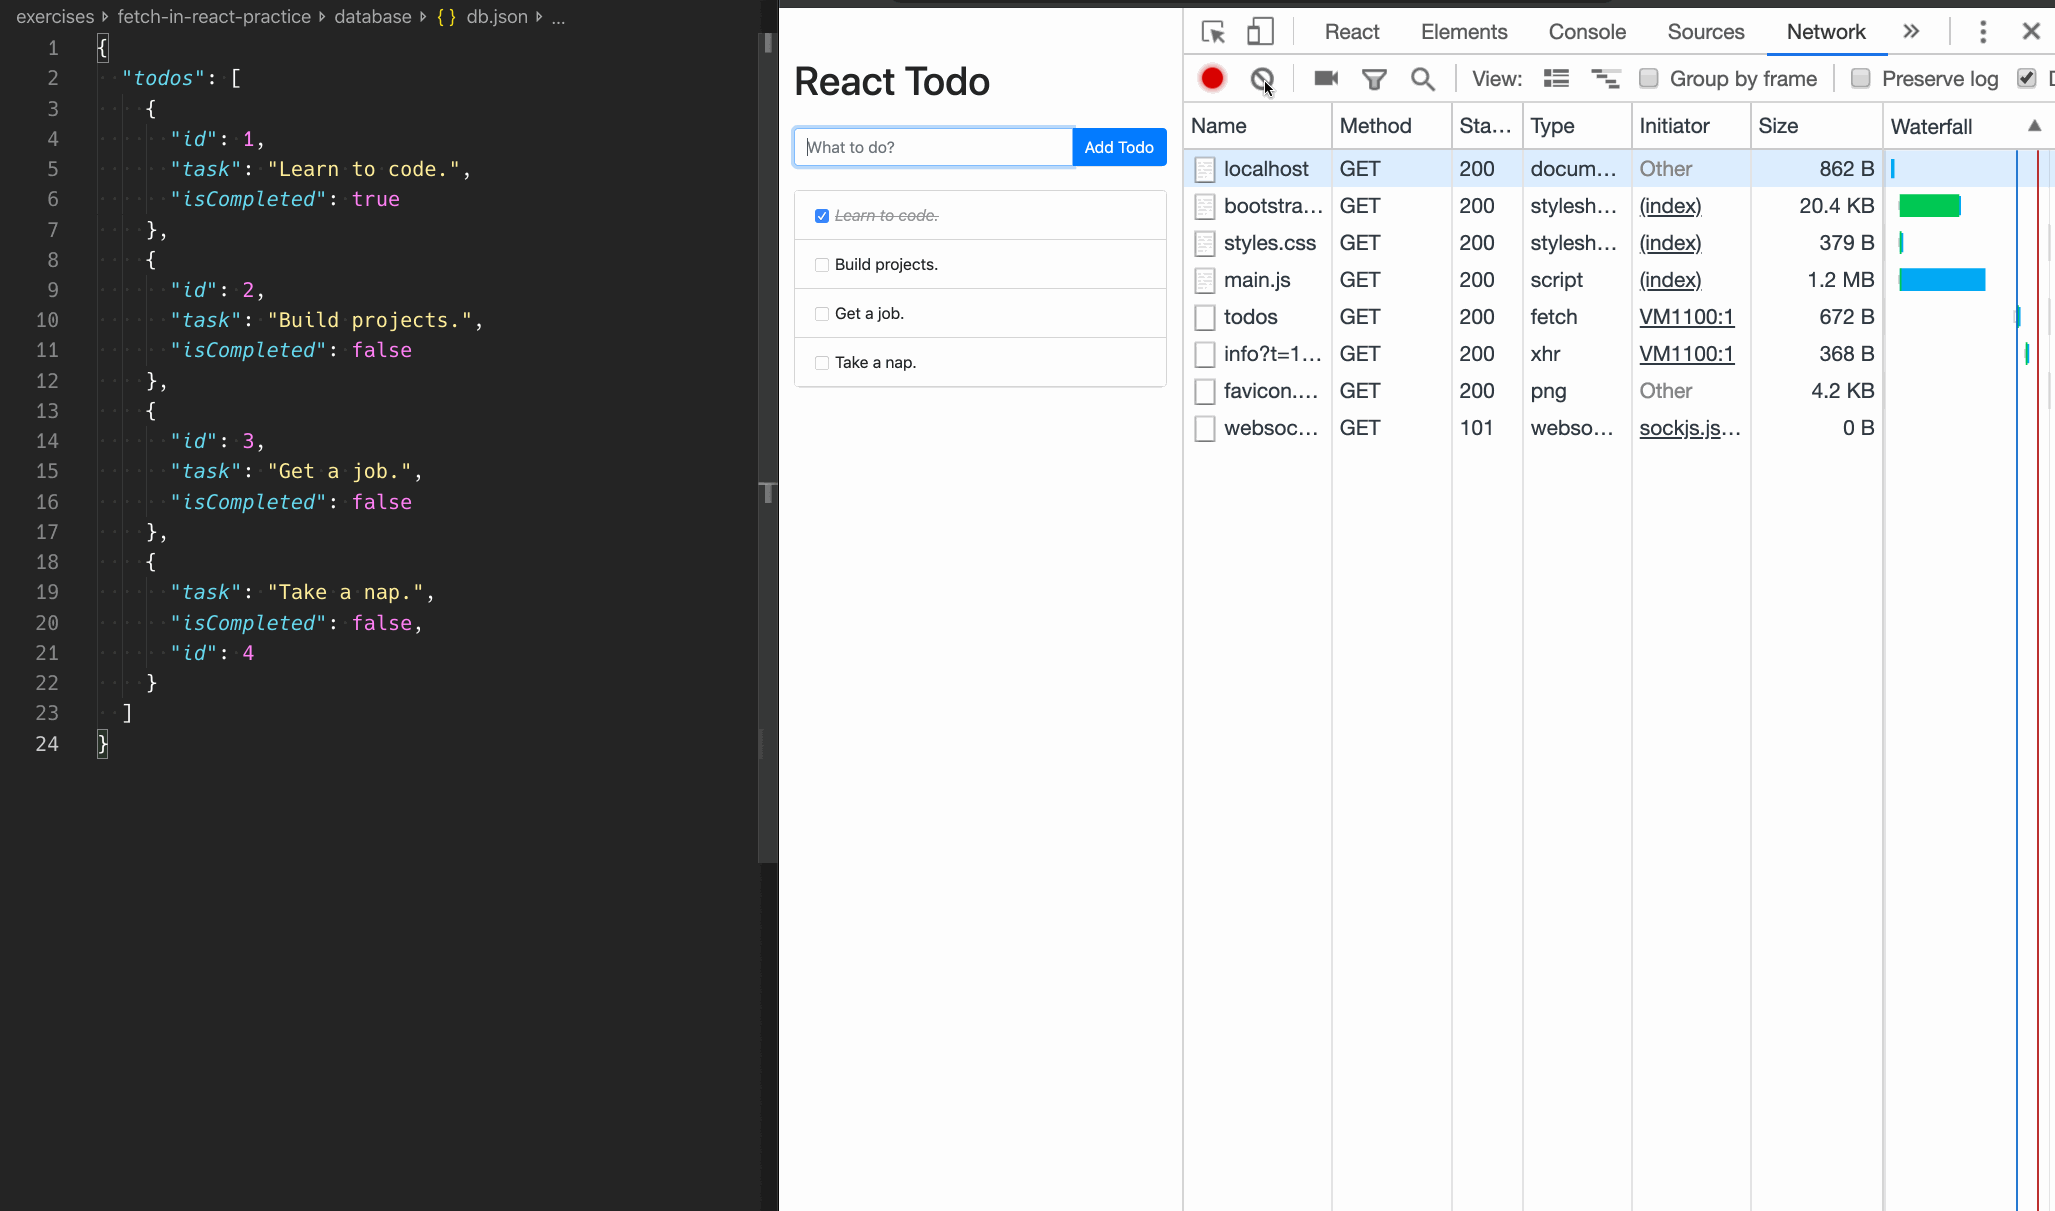 exercises fetch-in-react-practice database {} db.json ...
1 {
2 "todos": [
3 {
4 "id": 1,
5 "task": "Learn to code.",
6 "isCompleted": true
7 },
8 {
9 "id": 2,
10 "task": "Build projects.",
11 "isCompleted": false
12 },
13 {
14 "id": 3,
15 "task": "Get a job.",
16 "isCompleted": false
17 },
18 {
19 "task": "Take a nap.",
20 "isCompleted": false,
21 "id": 4
22 }
23 ]
24 }
React Todo
What to do? Add Todo
Learn to code.
Build projects.
Get a job.
Take a nap.
React Elements Console Sources Network »
View: Group by frame Preserve log D
Name Method Sta... Type Initiator Size Waterfall
localhost GET 200 docum... Other 862 B
bootstra... GET 200 stylesh... (index) 20.4 KB
styles.css GET 200 stylesh... (index) 379 B
main.js GET 200 script (index) 1.2 MB
todos GET 200 fetch VM1100:1 672 B
info?t=1... GET 200 xhr VM1100:1 368 B
favicon.... GET 200 png Other 4.2 KB
websoc... GET 101 webso... sockjs.js... 0 B